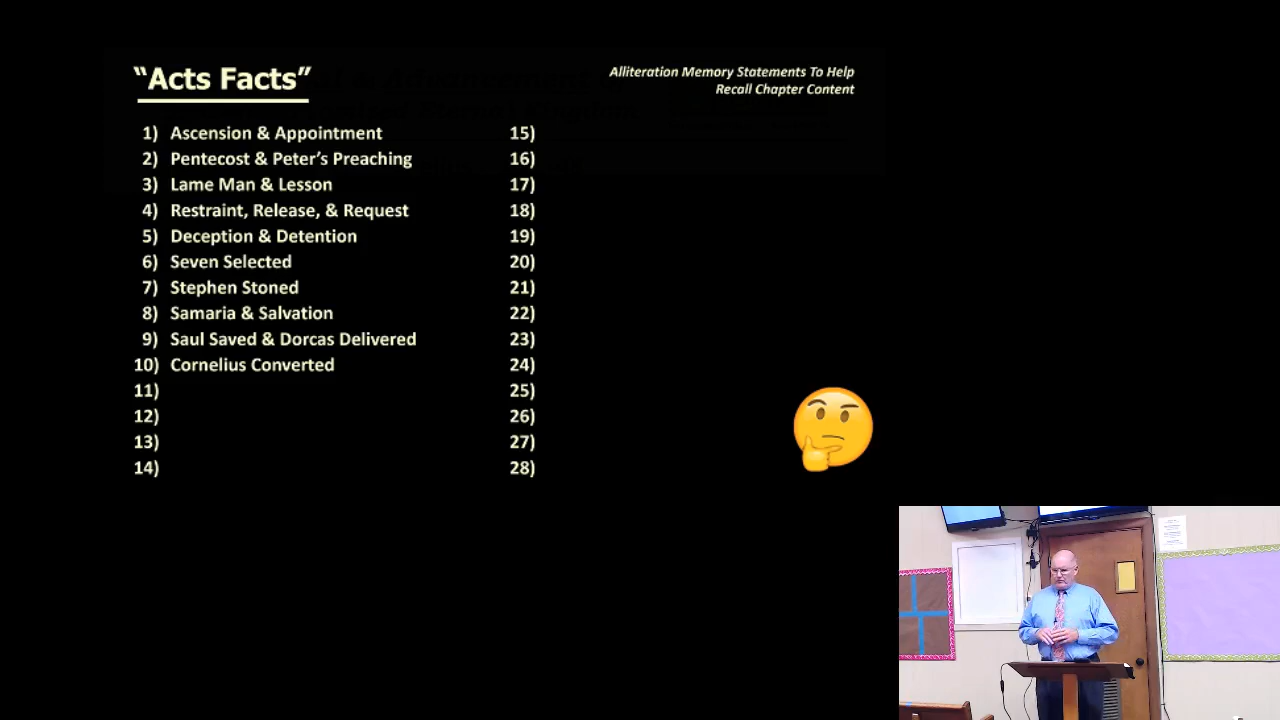 “Acts Facts”
Alliteration Memory Statements To Help
Recall Chapter Content
1) Ascension & Appointment
2) Pentecost & Peter’s Preaching
3) Lame Man & Lesson
4) Restraint, Release, & Request
5) Deception & Detention
6) Seven Selected
7) Stephen Stoned
8) Samaria & Salvation
9) Saul Saved & Dorcas Delivered
10) Cornelius Converted
11)
12)
13)
14)
15)
16)
17)
18)
19)
20)
21)
22)
23)
24)
25)
26)
27)
28)